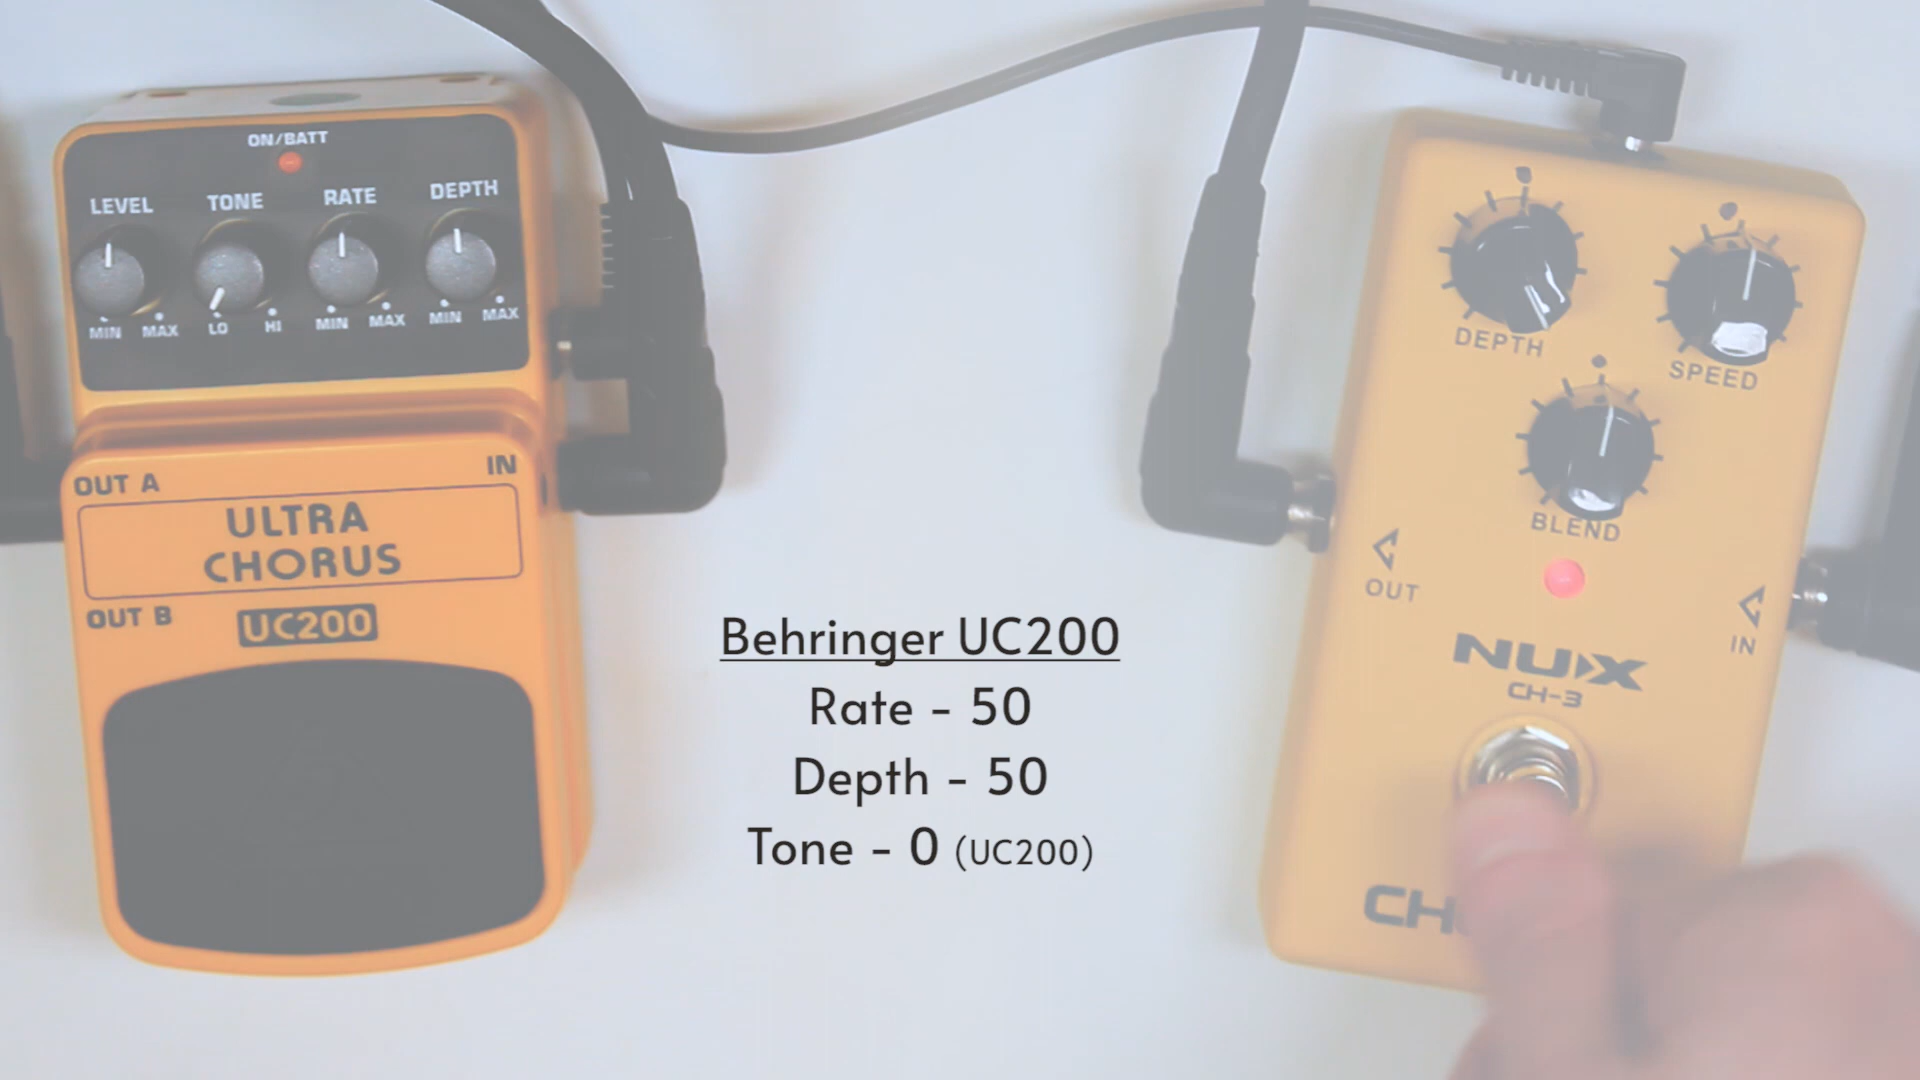 ON/BATT
LEVEL TONE RATE DEPTH
MIN MAX LO HI MIN MAX MIN MAX
OUT A IN
ULTRA
CHORUS
OUT B
UC200
Behringer UC200
Rate - 50
Depth - 50
Tone - 0 (UC200)
DEPTH
SPEED
BLEND
OUT
IN
NUX
CH-3